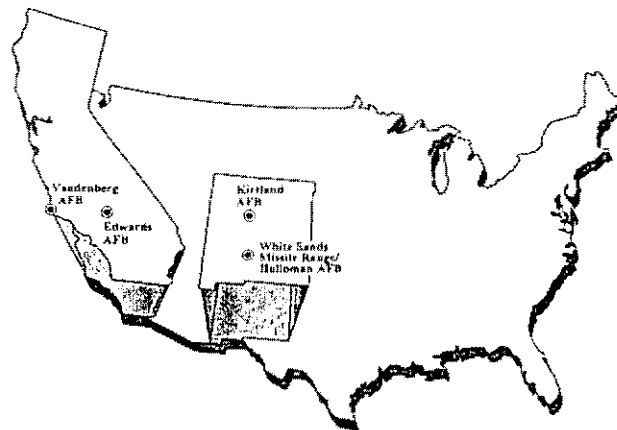 Vandenberg
AFB
Edwards
AFB
Kirtland
AFB
White Sands
Missile Range/
Holloman AFB